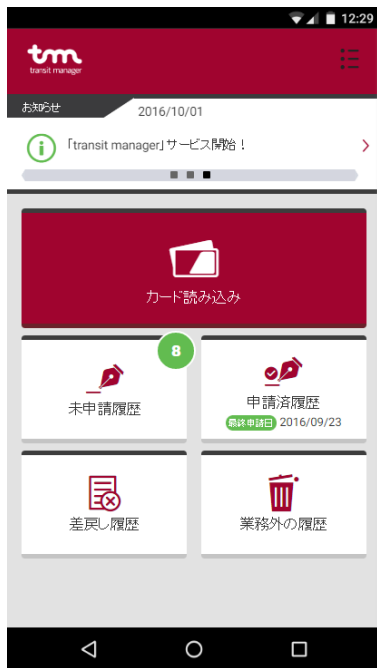 12:29
tm
transit manager
お知らせ
2016/10/01
「transit manager」サービス開始！
カード読み込み
8
未申請履歴
申請済履歴
最終申請日 2016/09/23
差戻し履歴
業務外の履歴